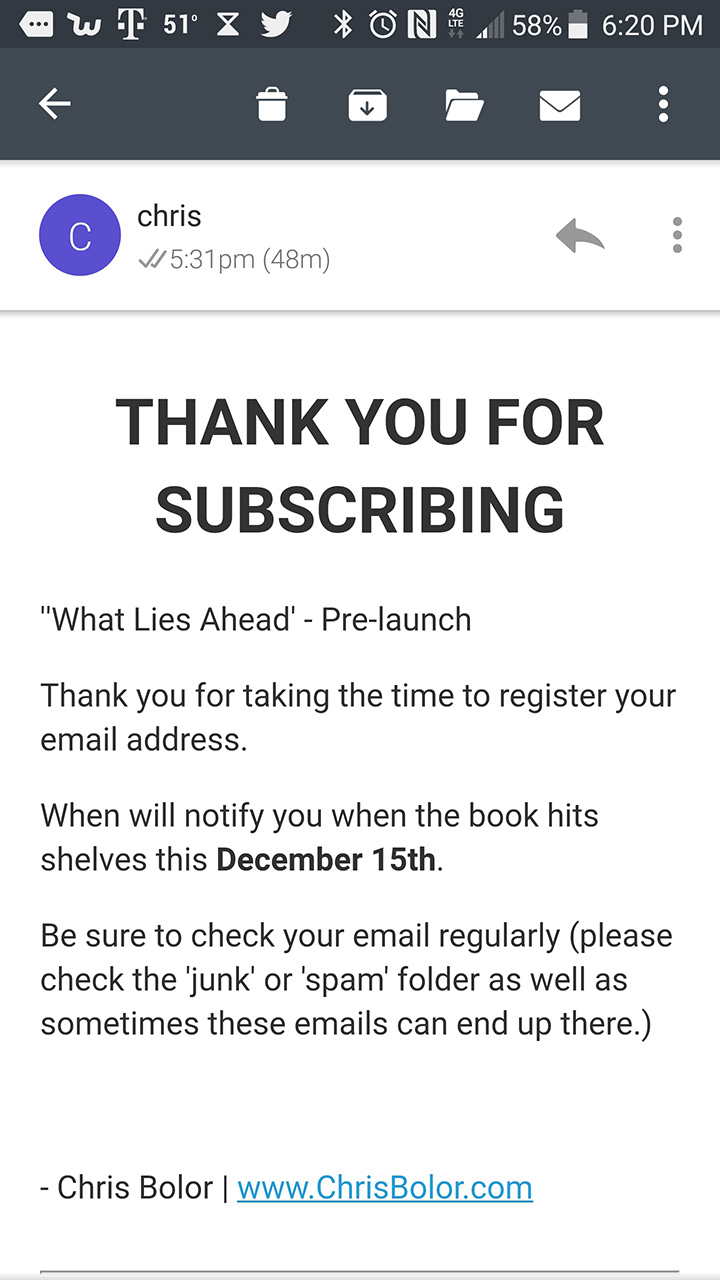 51° 4G LTE 58% 6:20 PM
C
chris
5:31pm (48m)
THANK YOU FOR
SUBSCRIBING
"What Lies Ahead' - Pre-launch
Thank you for taking the time to register your
email address.
When will notify you when the book hits
shelves this December 15th.
Be sure to check your email regularly (please
check the 'junk' or 'spam' folder as well as
sometimes these emails can end up there.)
- Chris Bolor | www.ChrisBolor.com